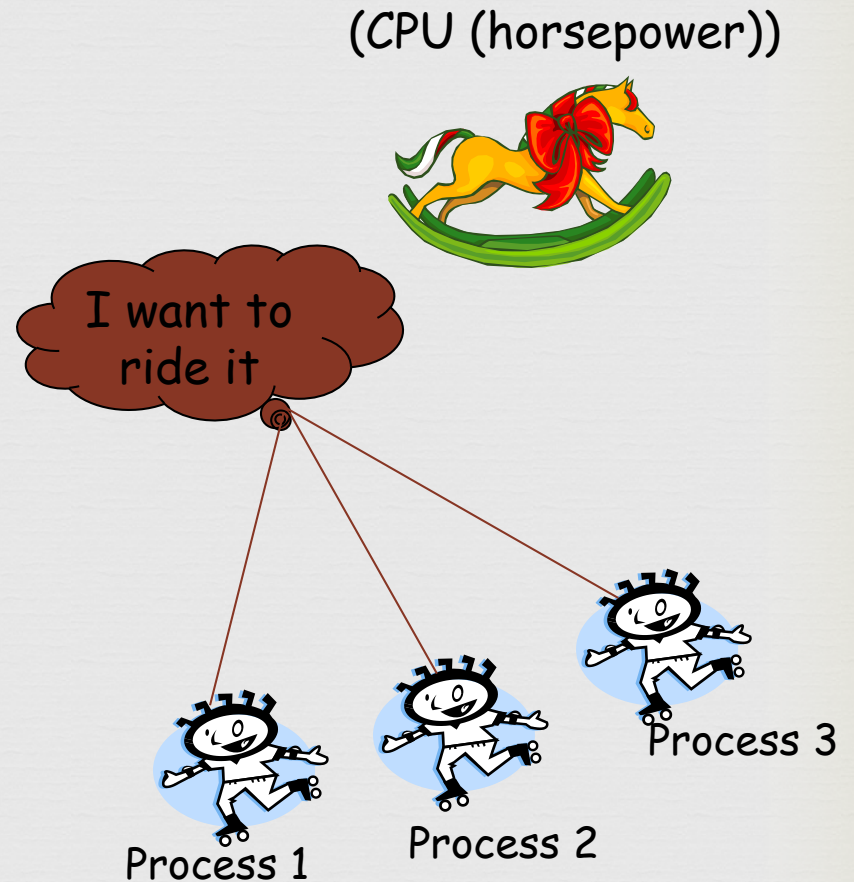 (CPU (horsepower))
I want to
ride it
Process 3
Process 2
Process 1